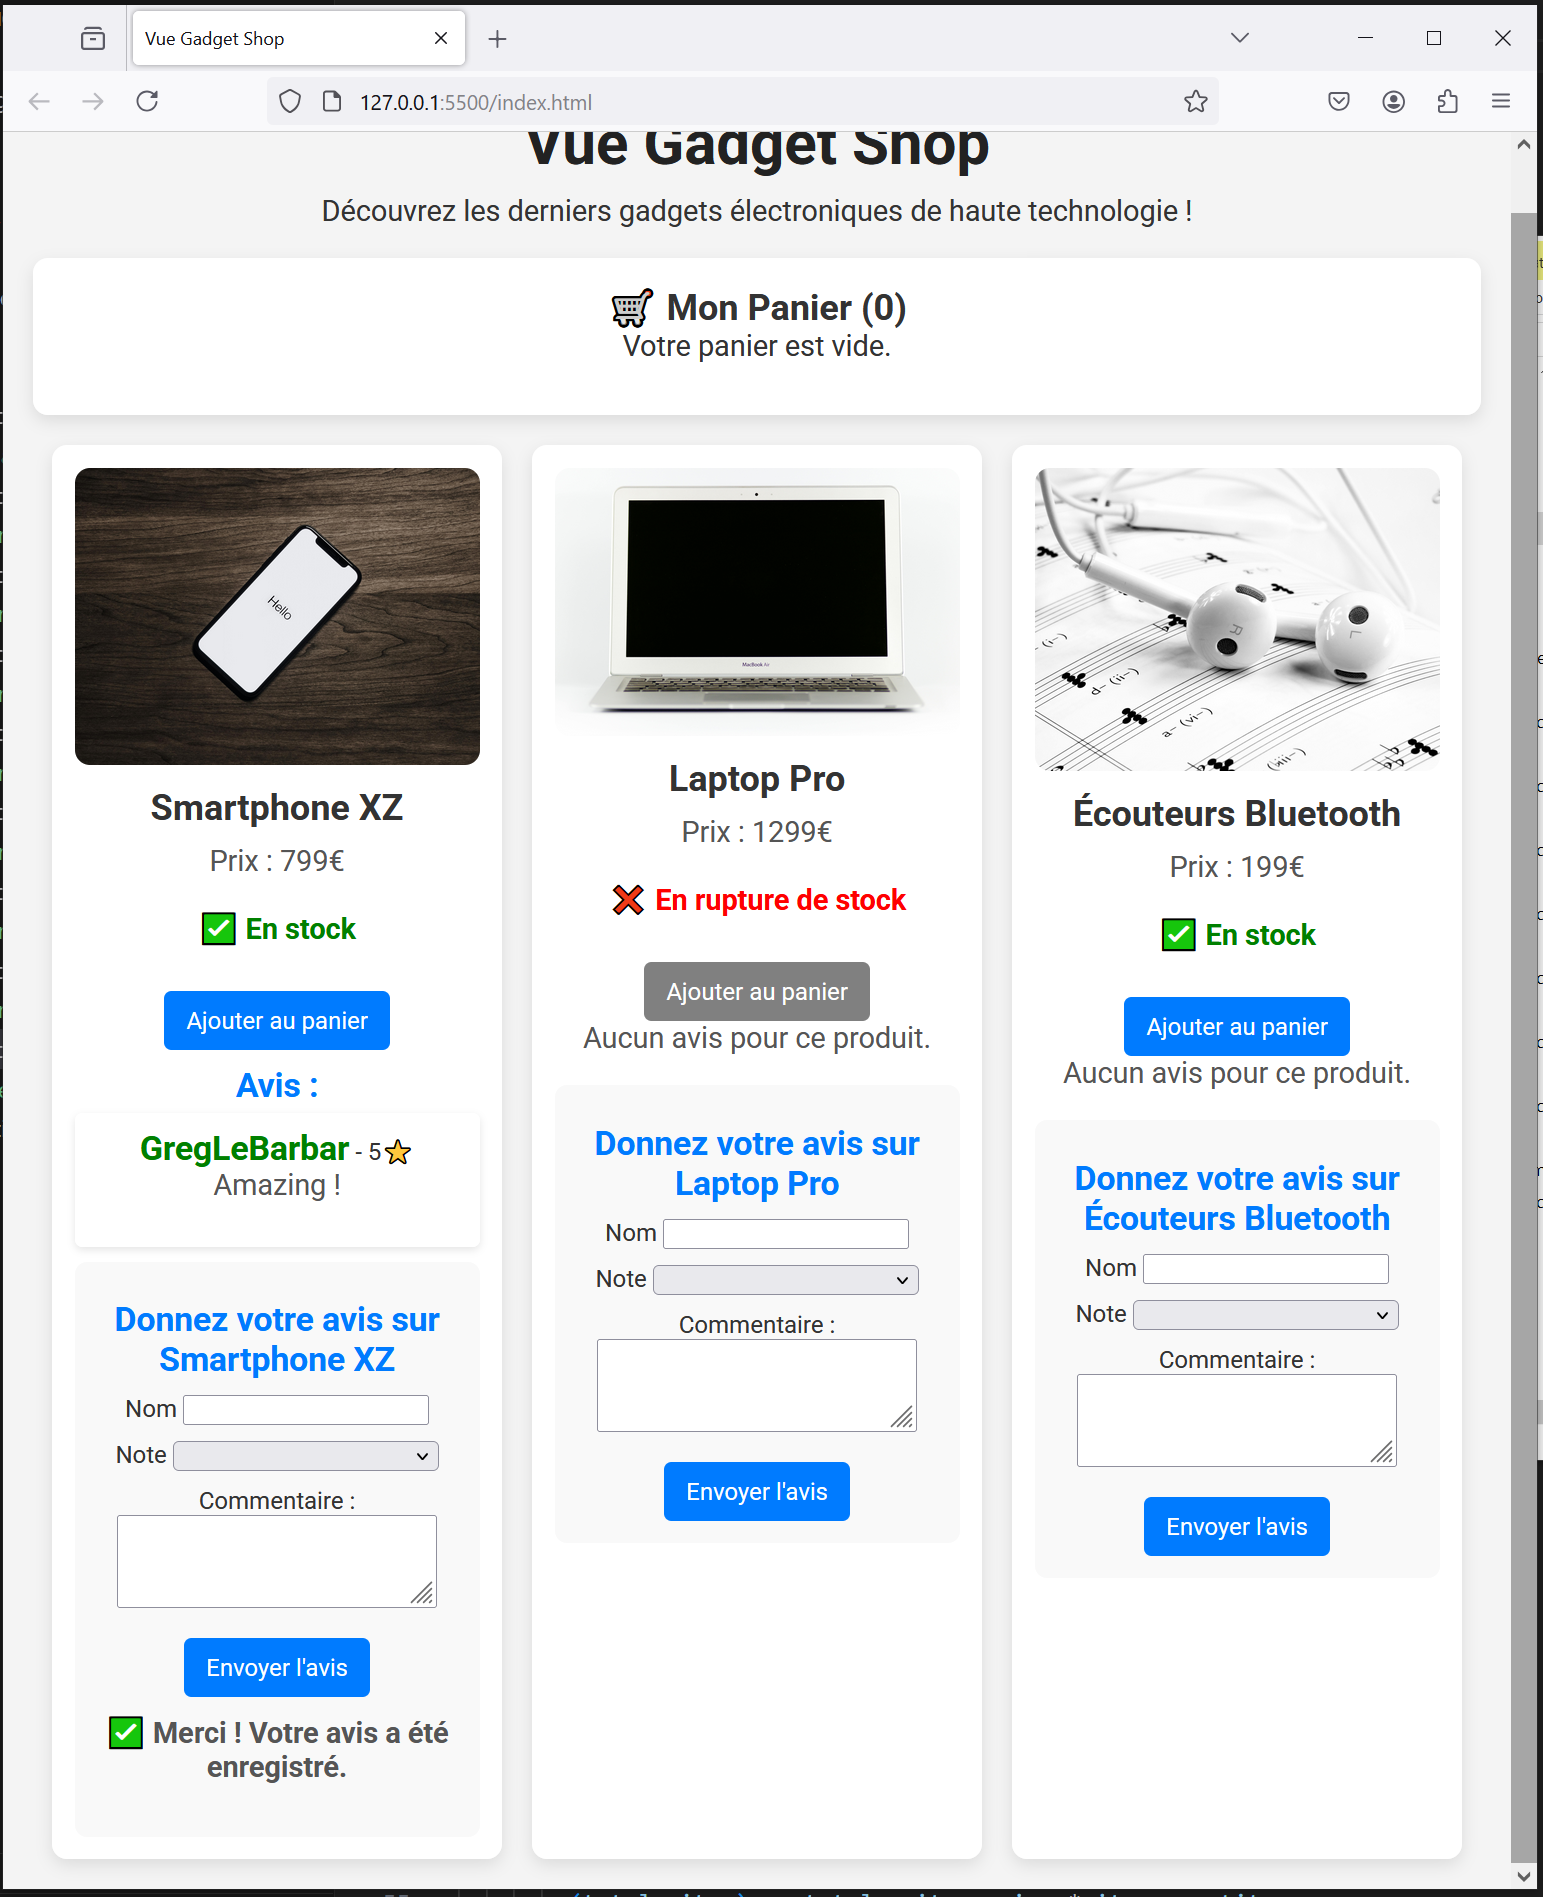 Vue Gadget Shop
127.0.0.1:5500/index.html
Vue Gadget Shop
Découvrez les derniers gadgets électroniques de haute technologie !
🛒 Mon Panier (0)
Votre panier est vide.
Hello
Smartphone XZ
Prix : 799€
✅ En stock
Ajouter au panier
Avis :
GregLeBarbar - 5⭐
Amazing !
Donnez votre avis sur
Smartphone XZ
Nom
Note
Commentaire :
Envoyer l'avis
✅ Merci ! Votre avis a été
enregistré.
MacBook Air
Laptop Pro
Prix : 1299€
❌ En rupture de stock
Ajouter au panier
Aucun avis pour ce produit.
Donnez votre avis sur
Laptop Pro
Nom
Note
Commentaire :
Envoyer l'avis
R
L
d– (ii–)
a– (vi–)
(iii–)
Écouteurs Bluetooth
Prix : 199€
✅ En stock
Ajouter au panier
Aucun avis pour ce produit.
Donnez votre avis sur
Écouteurs Bluetooth
Nom
Note
Commentaire :
Envoyer l'avis